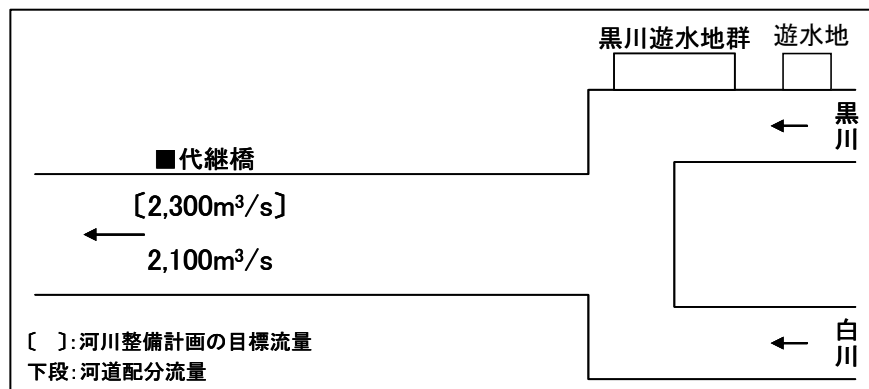 黒川遊水地群 遊水地
黒川
■代継橋
〔2,300m³/s〕
2,100m³/s
〔　〕:河川整備計画の目標流量
下段:河道配分流量
白川